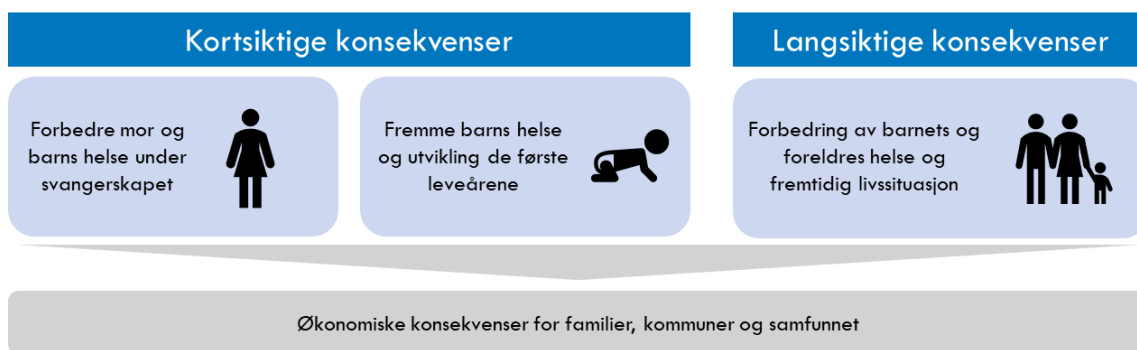 Kortsiktige konsekvenser
Langsiktige konsekvenser
Forbedre mor og
barns helse under
svangerskapet
Fremme barns helse
og utvikling de første
leveårene
Forbedring av barnets og
foreldres helse og
fremtidig livssituasjon
Økonomiske konsekvenser for familier, kommuner og samfunnet